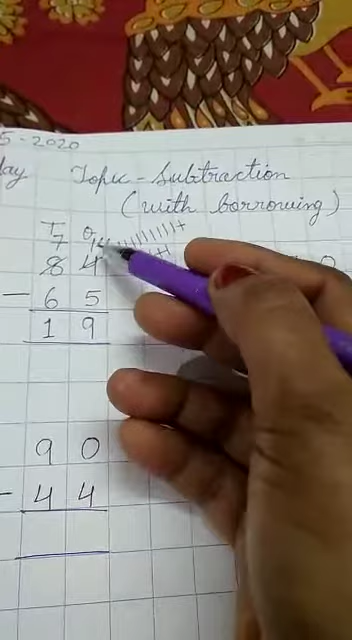 5-2020
day Topic - Subtraction
(with borrowing)
T O
7
8 4
- 6 5
1 9
9 0
- 4 4